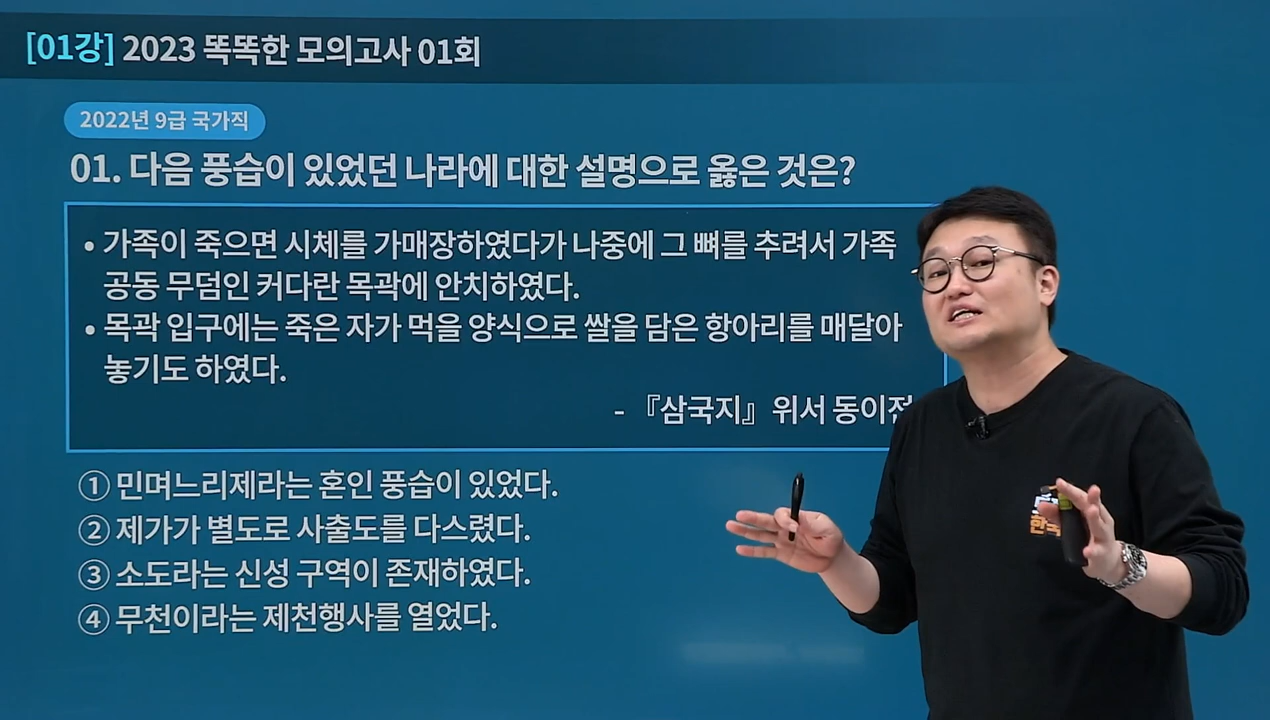 [01강] 2023 똑똑한 모의고사 01회
2022년 9급 국가직
01. 다음 풍습이 있었던 나라에 대한 설명으로 옳은 것은?
• 가족이 죽으면 시체를 가매장하였다가 나중에 그 뼈를 추려서 가족
공동 무덤인 커다란 목곽에 안치하였다.
• 목곽 입구에는 죽은 자가 먹을 양식으로 쌀을 담은 항아리를 매달아
놓기도 하였다.
- 『삼국지』 위서 동이전
① 민며느리제라는 혼인 풍습이 있었다.
② 제가가 별도로 사출도를 다스렸다.
③ 소도라는 신성 구역이 존재하였다.
④ 무천이라는 제천행사를 열었다.